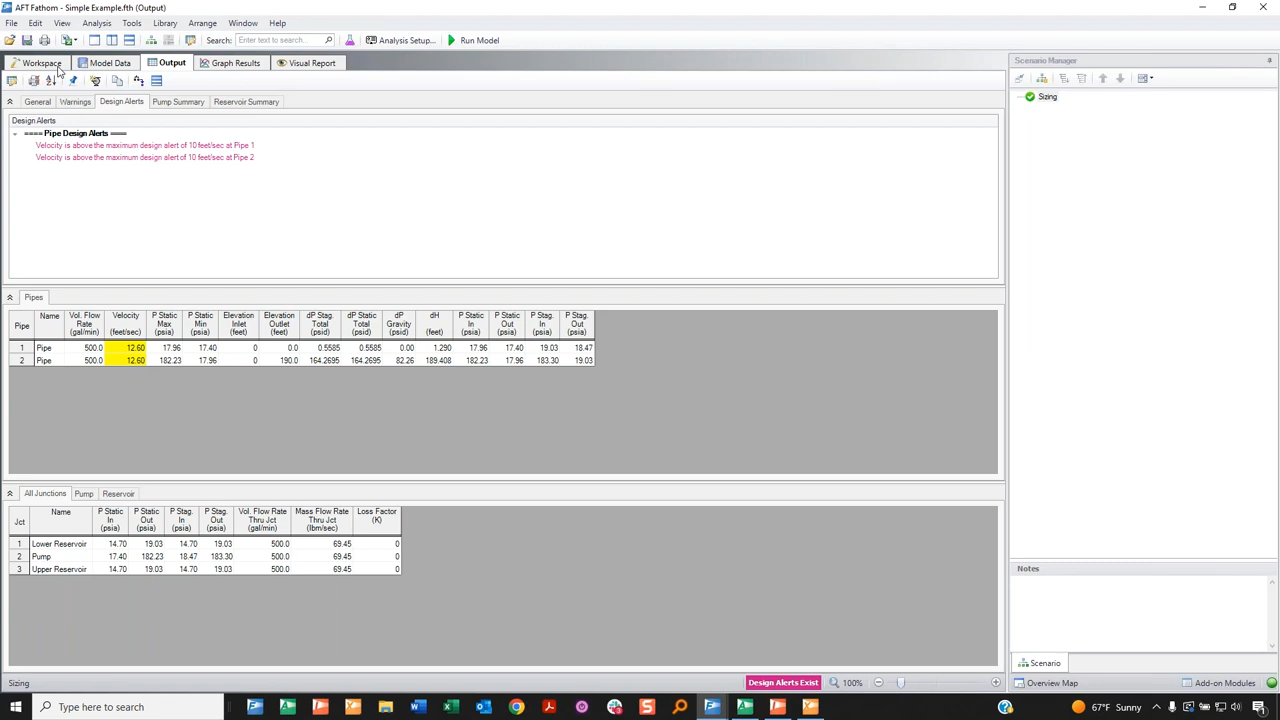 AFT Fathom - Simple Example.fth (Output)
File Edit View Analysis Tools Library Arrange Window Help
Search: Enter text to search.. Analysis Setup... Run Model
Workspace Model Data Output Graph Results Visual Report
Scenario Manager
General Warnings Design Alerts Pump Summary Reservoir Summary
Sizing
Design Alerts
==== Pipe Design Alerts ====
Velocity is above the maximum design alert of 10 feet/sec at Pipe 1
Velocity is above the maximum design alert of 10 feet/sec at Pipe 2
Pipes
Pipe Name Vol. Flow Rate (gal/min) Velocity (feet/sec) P Static Max (psia) P Static Min (psia) Elevation Inlet (feet) Elevation Outlet (feet) dP Stag. Total (psid) dP Static Total (psid) dP Gravity (psid) dH (feet) P Static In (psia) P Static Out (psia) P Stag. In (psia) P Stag. Out (psia)
1 Pipe 500.0 12.60 17.96 17.40 0 0.0 0.5585 0.5585 0.00 1.290 17.96 17.40 19.03 18.47
2 Pipe 500.0 12.60 182.23 17.96 0 190.0 164.2695 164.2695 82.26 189.408 182.23 17.96 183.30 19.03
All Junctions Pump Reservoir
Jct Name P Static In (psia) P Static Out (psia) P Stag. In (psia) P Stag. Out (psia) Vol. Flow Rate Thru Jct (gal/min) Mass Flow Rate Thru Jct (lbm/sec) Loss Factor (K)
1 Lower Reservoir 14.70 19.03 14.70 19.03 500.0 69.45 0
2 Pump 17.40 182.23 18.47 183.30 500.0 69.45 0
3 Upper Reservoir 14.70 19.03 14.70 19.03 500.0 69.45 0
Notes
Scenario
Sizing Design Alerts Exist 100% Overview Map Add-on Modules
Type here to search 67°F Sunny